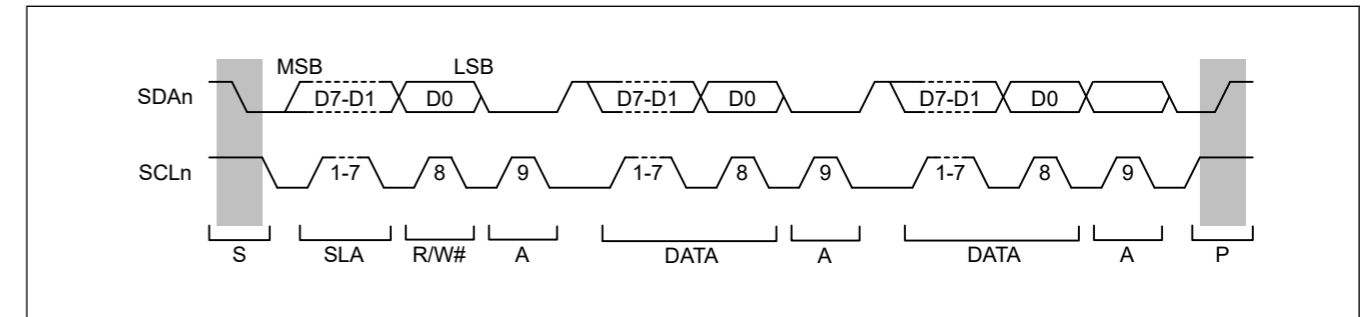 MSB LSB
SDAn D7-D1 D0 D7-D1 D0 D7-D1 D0
SCLn 1-7 8 9 1-7 8 9 1-7 8 9
S SLA R/W# A DATA A DATA A P